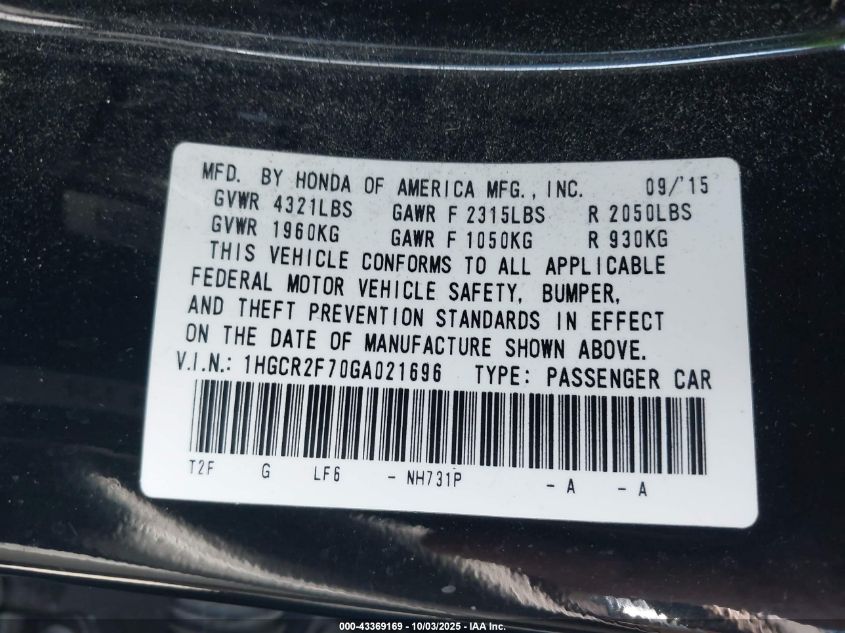 MFD. BY HONDA OF AMERICA MFG., INC. 09/'15
GVWR 4321LBS GAWR F 2315LBS R 2050LBS
GVWR 1960KG GAWR F 1050KG R 930KG
THIS VEHICLE CONFORMS TO ALL APPLICABLE
FEDERAL MOTOR VEHICLE SAFETY, BUMPER,
AND THEFT PREVENTION STANDARDS IN EFFECT
ON THE DATE OF MANUFACTURE SHOWN ABOVE.
V.I.N.: 1HGCR2F70GA021696 TYPE: PASSENGER CAR
T2F G LF6 - NH731P - A - A
000-43369169 - 10/03/2025 - IAA Inc.